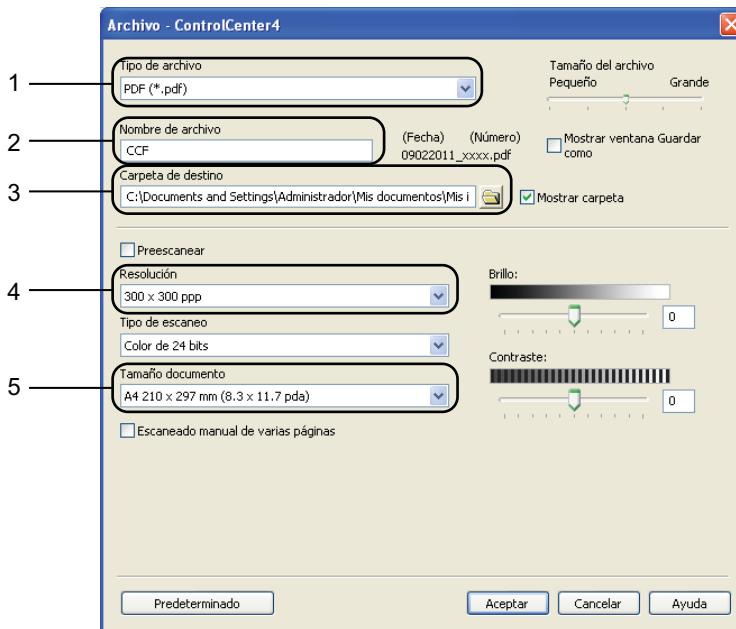 Archivo - ControlCenter4
1
Tipo de archivo
PDF (*.pdf)
Tamaño del archivo
Pequeño Grande
2
Nombre de archivo
CCF
(Fecha) (Número)
09022011_xxxx.pdf
Mostrar ventana Guardar
como
3
Carpeta de destino
C:\Documents and Settings\Administrador\Mis documentos\Mis i
Mostrar carpeta
Preescanear
4
Resolución
300 x 300 ppp
Brillo:
0
Tipo de escaneo
Color de 24 bits
Contraste:
0
5
Tamaño documento
A4 210 x 297 mm (8.3 x 11.7 pda)
Escaneado manual de varias páginas
Predeterminado
Aceptar
Cancelar
Ayuda